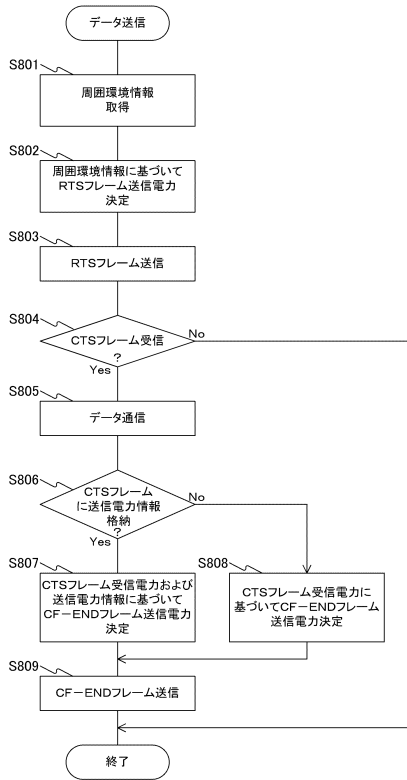 データ送信
S801
周囲環境情報
取得
S802
周囲環境情報に基づいて
RTSフレーム送信電力
決定
S803
RTSフレーム送信
S804
CTSフレーム受信
?
No
Yes
S805
データ通信
S806
CTSフレーム
に送信電力情報
格納
?
No
Yes
S807
CTSフレーム受信電力および
送信電力情報に基づいて
CF-ENDフレーム送信電力
決定
S808
CTSフレーム受信電力に
基づいてCF-ENDフレーム
送信電力決定
S809
CF-ENDフレーム送信
終了